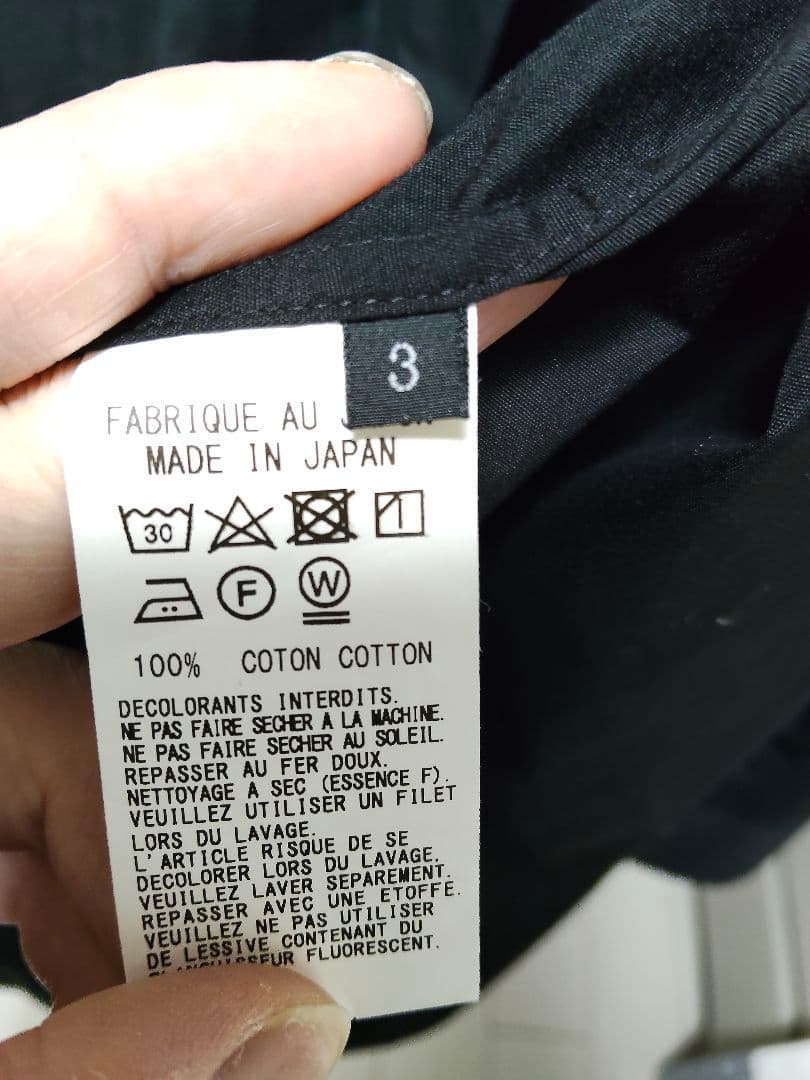 3
FABRIQUE AU
MADE IN JAPAN
30
F
W
100% COTON COTTON
DECOLORANTS INTERDITS.
NE PAS FAIRE SECHER A LA MACHINE.
NE PAS FAIRE SECHER AU SOLEIL.
REPASSER AU FER DOUX.
NETTOYAGE A SEC (ESSENCE F).
VEUILLEZ UTILISER UN FILET
LORS DU LAVAGE.
L'ARTICLE RISQUE DE SE
DECOLORER LORS DU LAVAGE.
VEUILLEZ LAVER SEPAREMENT.
REPASSER AVEC UNE ETOFFE.
VEUILLEZ NE PAS UTILISER
DE LESSIVE CONTENANT DU
FLUORESCENT.